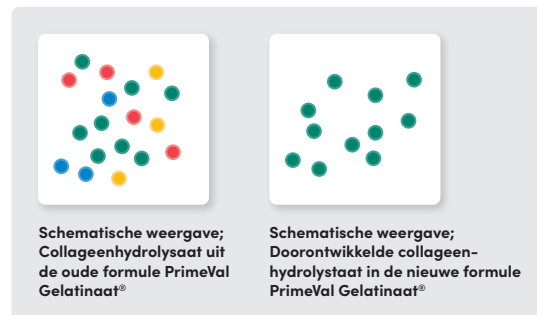 Schematische weergave;
Collageenhydrolysaat uit
de oude formule PrimeVal
Gelatinaat®
Schematische weergave;
Doorontwikkelde collageen-
hydrolystaat in de nieuwe formule
PrimeVal Gelatinaat®